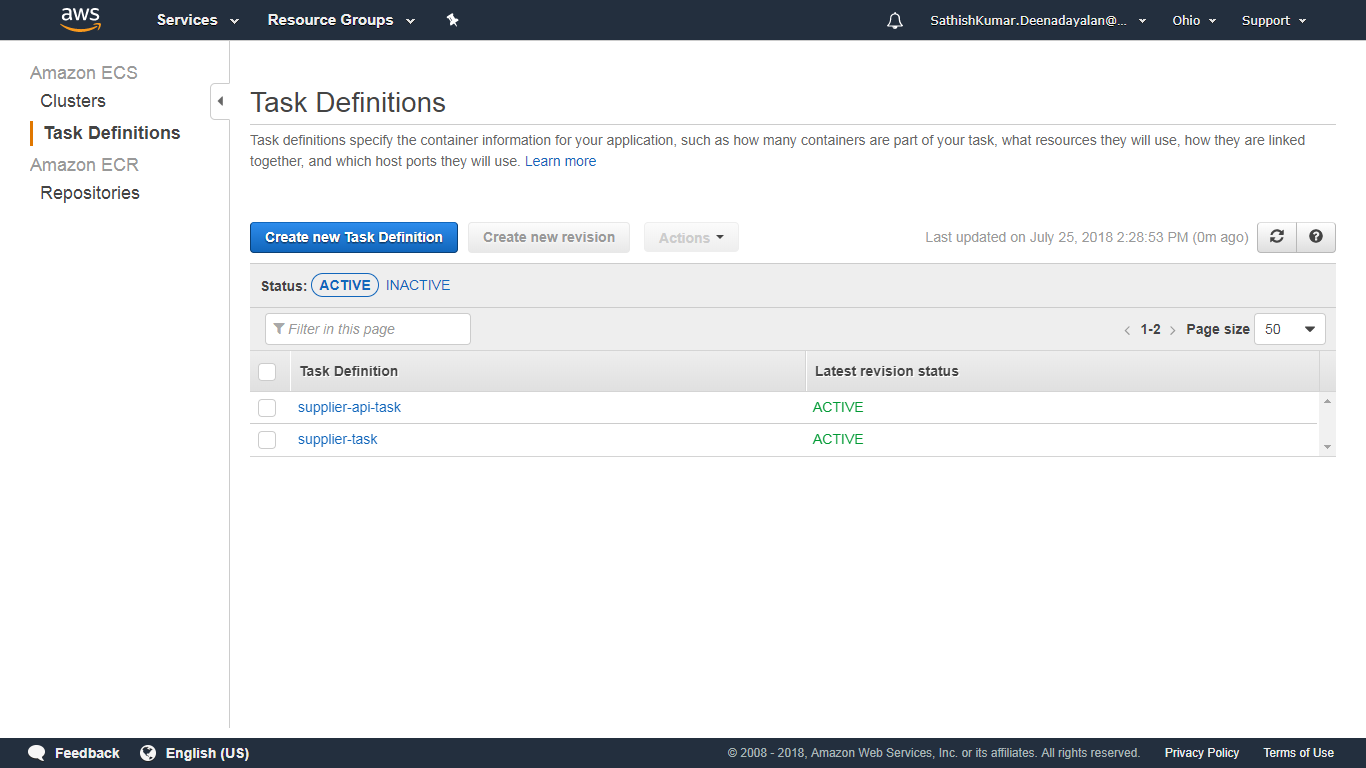 aws Services Resource Groups SathishKumar.Deenadayalan@... Ohio Support
Amazon ECS
Clusters
Task Definitions
Amazon ECR
Repositories
Task Definitions
Task definitions specify the container information for your application, such as how many containers are part of your task, what resources they will use, how they are linked
together, and which host ports they will use. Learn more
Create new Task Definition Create new revision Actions Last updated on July 25, 2018 2:28:53 PM (0m ago)
Status: ACTIVE INACTIVE
Filter in this page 1-2 Page size 50
Task Definition Latest revision status
supplier-api-task ACTIVE
supplier-task ACTIVE
Feedback English (US) © 2008 - 2018, Amazon Web Services, Inc. or its affiliates. All rights reserved. Privacy Policy Terms of Use